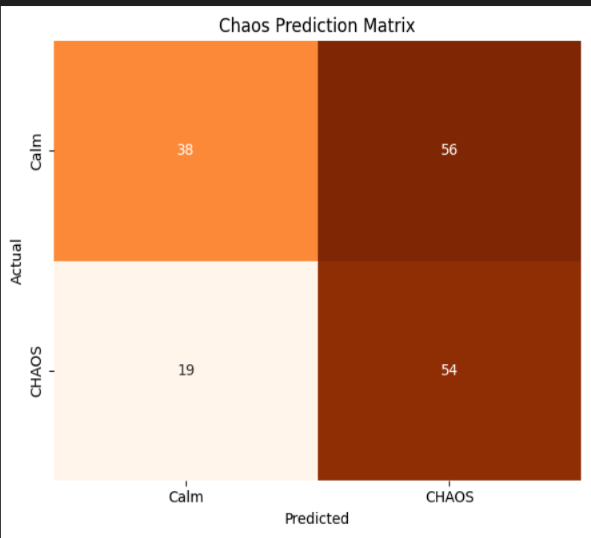 Chaos Prediction Matrix
Actual
Calm
38
56
CHAOS
19
54
Calm
CHAOS
Predicted